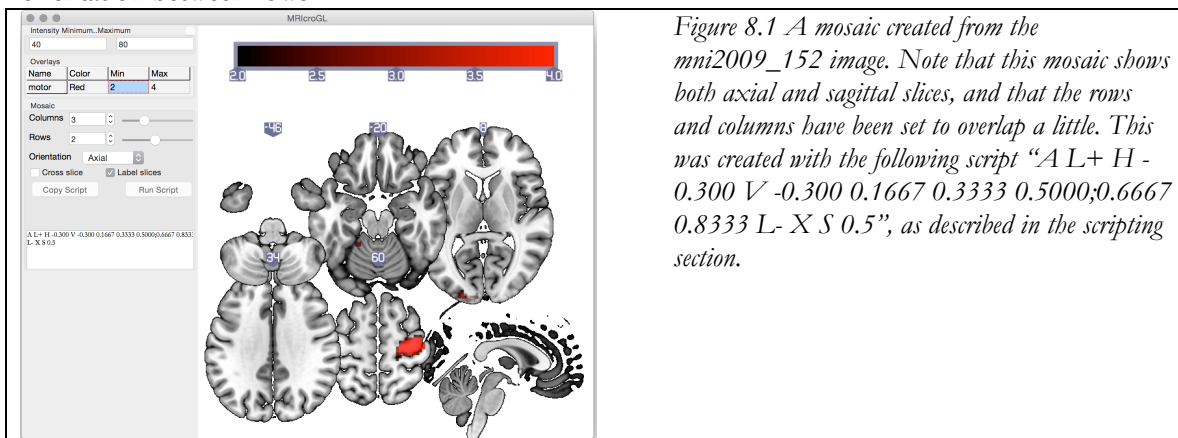 MRIcroGL
Intensity Minimum..Maximum
40 80
Overlays
Name Color Min Max
motor Red 2 4
Mosaic
Columns 3
Rows 2
Orientation Axial
Cross slice Label slices
Copy Script Run Script
A L+ H -0.300 V -0.300 0.1667 0.3333 0.5000;0.6667 0.8333
L- X S 0.5
2.0 2.5 3.0 3.5 4.0
-46 -20 8
34 60
Figure 8.1 A mosaic created from the
mni2009_152 image. Note that this mosaic shows
both axial and sagittal slices, and that the rows
and columns have been set to overlap a little. This
was created with the following script “A L+ H -
0.300 V -0.300 0.1667 0.3333 0.5000;0.6667
0.8333 L- X S 0.5”, as described in the scripting
section.